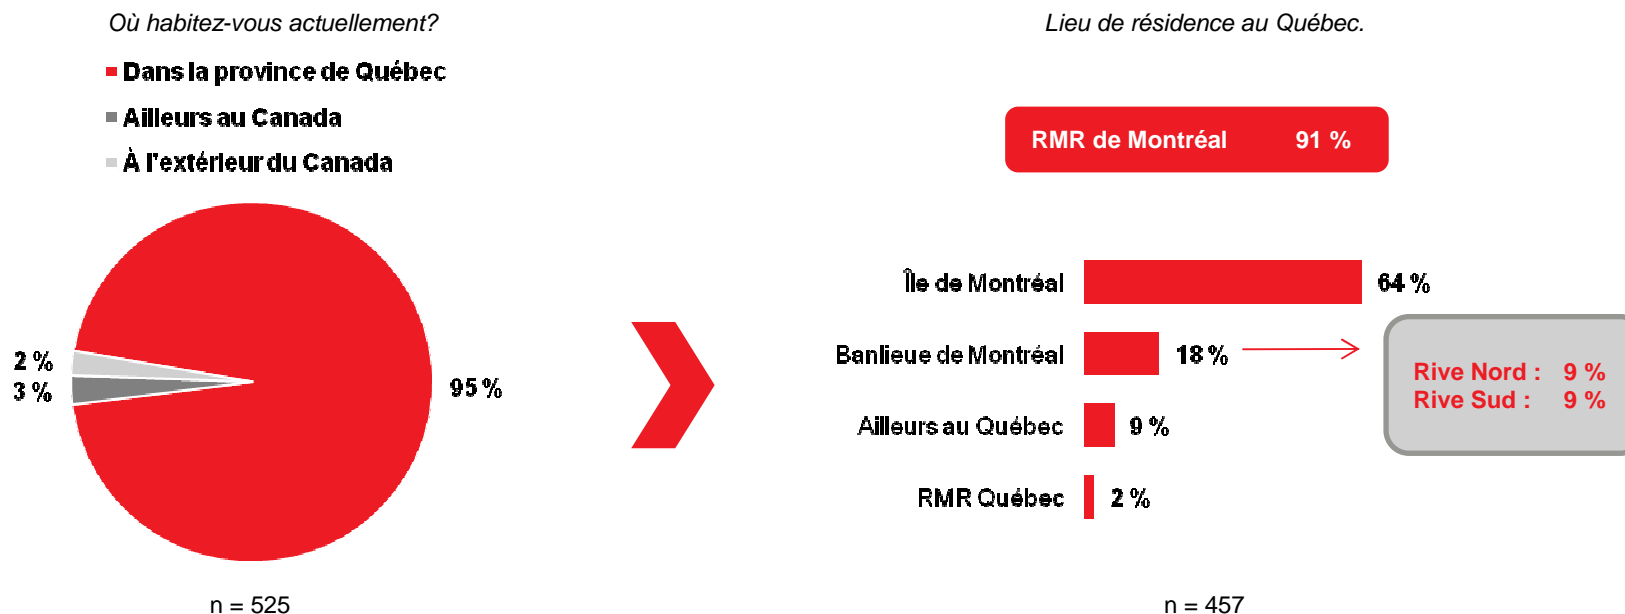 Où habitez-vous actuellement?
Dans la province de Québec
Ailleurs au Canada
À l'extérieur du Canada
2 %
3 %
95 %
n = 525
Lieu de résidence au Québec.
RMR de Montréal 91 %
Île de Montréal 64 %
Banlieue de Montréal 18 %
Rive Nord : 9 %
Rive Sud : 9 %
Ailleurs au Québec 9 %
RMR Québec 2 %
n = 457